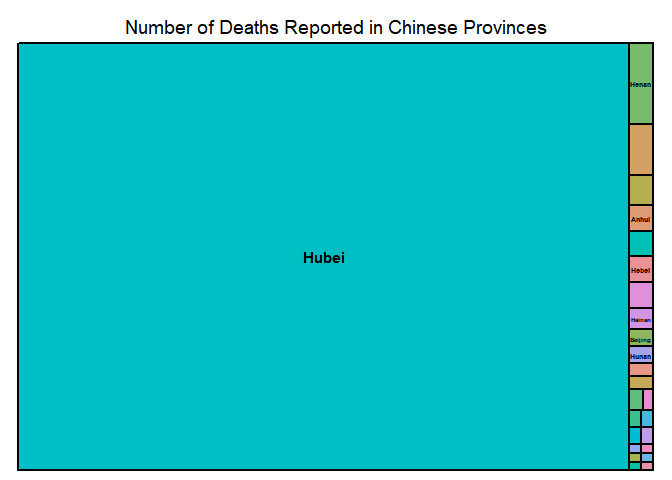 Number of Deaths Reported in Chinese Provinces
Henan
Anhui
Hubei
Hebei
Hainan
Beijing
Hunan